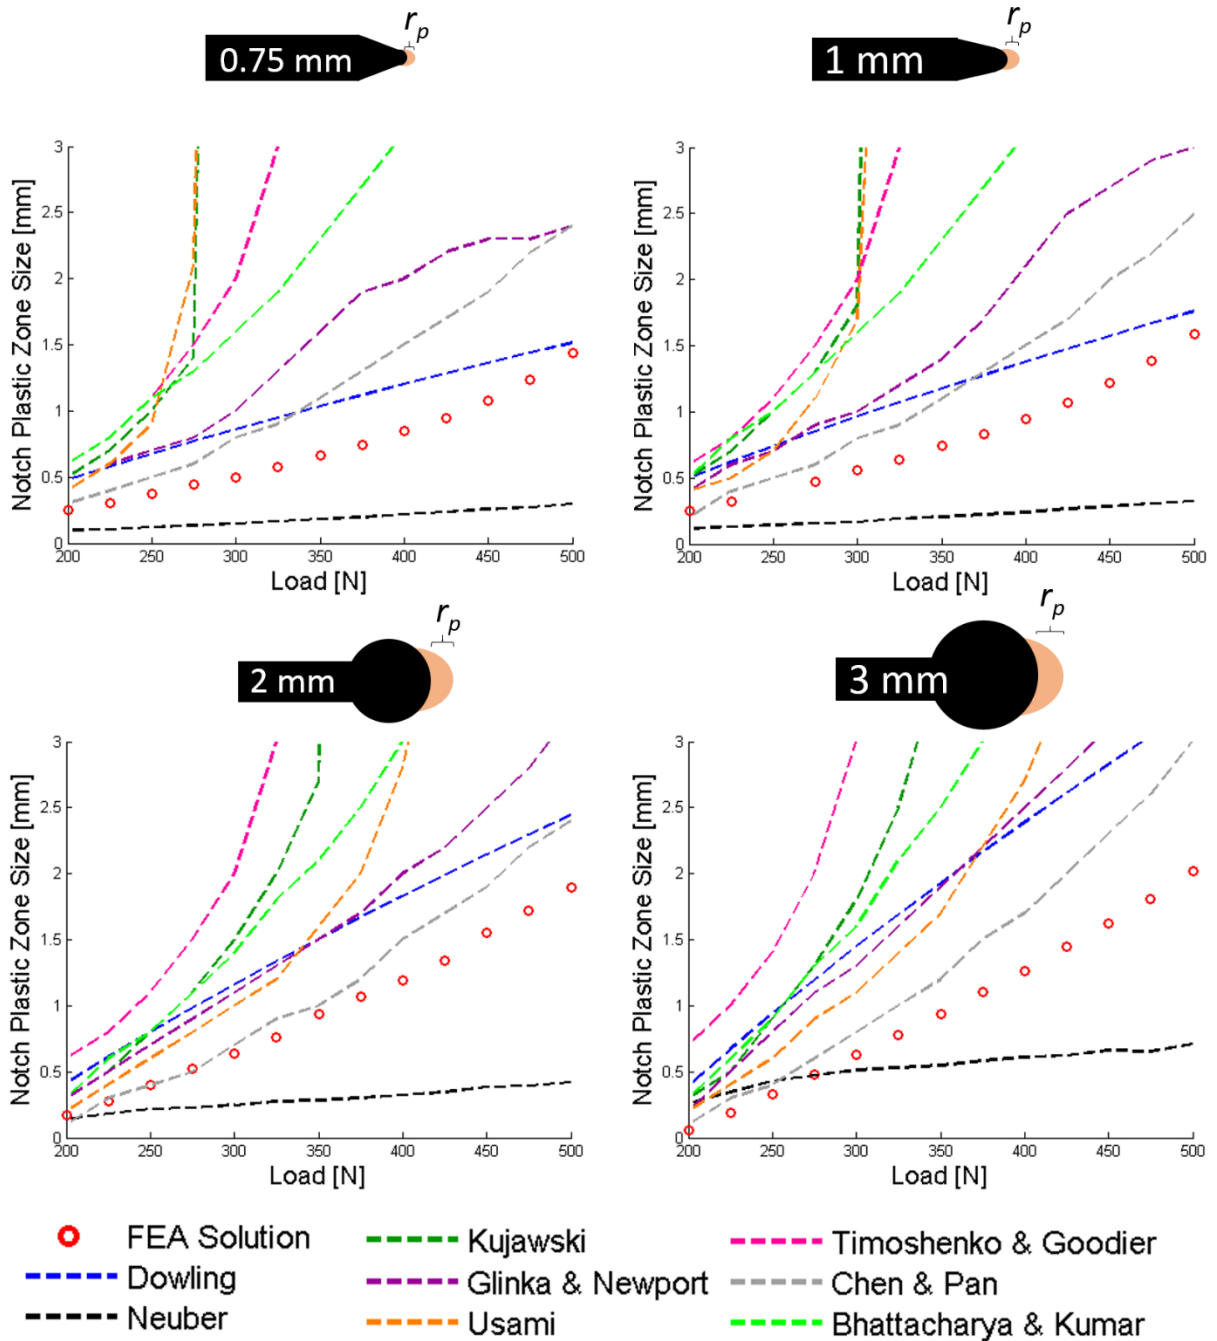 r_p
r_p
0.75 mm
1 mm
3
2.5
2
1.5
1
0.5
0
Notch Plastic Zone Size [mm]
200 250 300 350 400 450 500
Load [N]
3
2.5
2
1.5
1
0.5
0
Notch Plastic Zone Size [mm]
200 250 300 350 400 450 500
Load [N]
r_p
r_p
2 mm
3 mm
3
2.5
2
1.5
1
0.5
0
Notch Plastic Zone Size [mm]
200 250 300 350 400 450 500
Load [N]
3
2.5
2
1.5
1
0.5
0
Notch Plastic Zone Size [mm]
200 250 300 350 400 450 500
Load [N]
FEA Solution
Dowling
Neuber
Kujawski
Glinka & Newport
Usami
Timoshenko & Goodier
Chen & Pan
Bhattacharya & Kumar